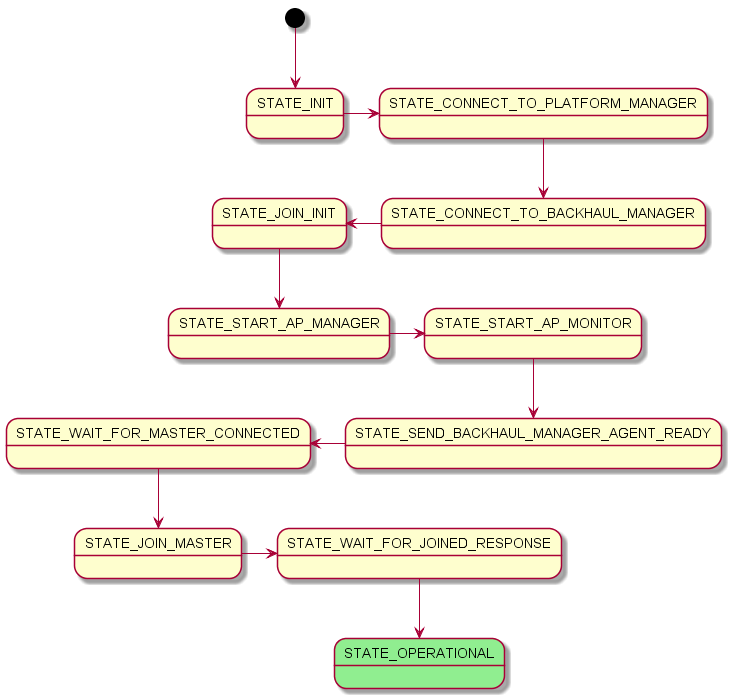 STATE_INIT
STATE_CONNECT_TO_PLATFORM_MANAGER
STATE_JOIN_INIT
STATE_CONNECT_TO_BACKHAUL_MANAGER
STATE_START_AP_MANAGER
STATE_START_AP_MONITOR
STATE_WAIT_FOR_MASTER_CONNECTED
STATE_SEND_BACKHAUL_MANAGER_AGENT_READY
STATE_JOIN_MASTER
STATE_WAIT_FOR_JOINED_RESPONSE
STATE_OPERATIONAL